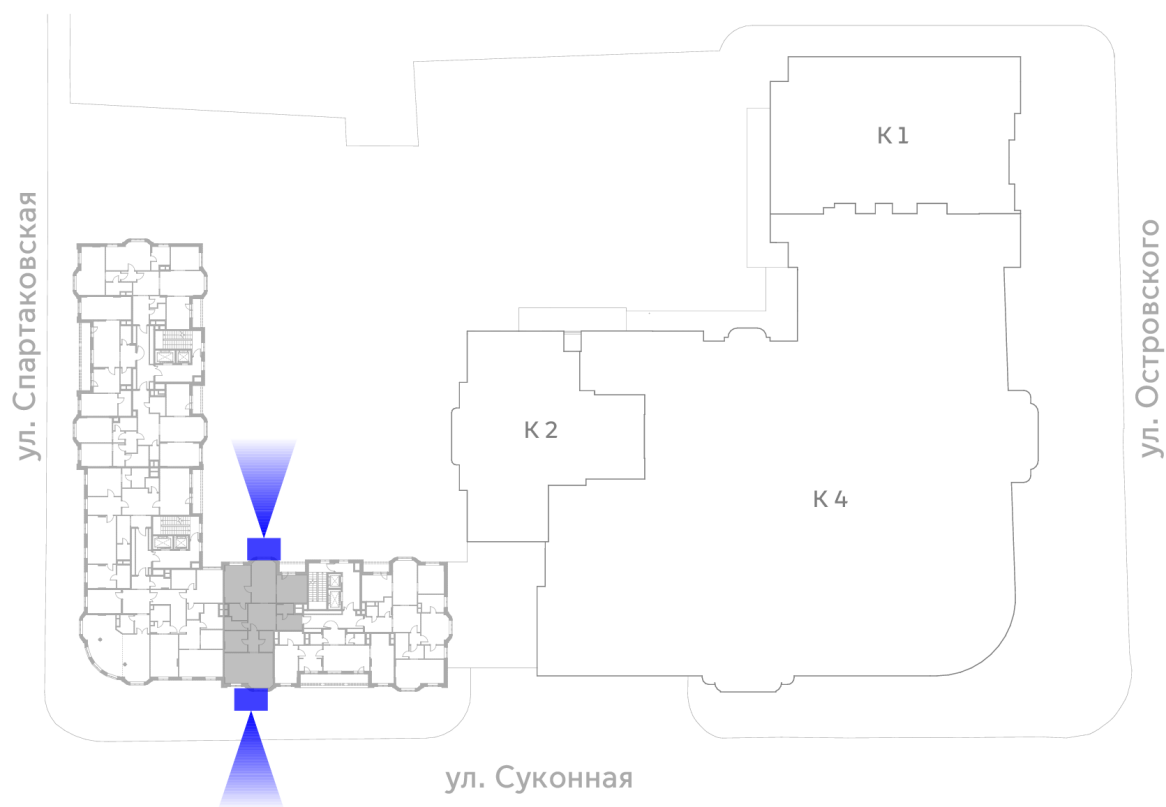 К 1
ул. Спартаковская
ул. Островского
К 2
К 4
ул. Суконная